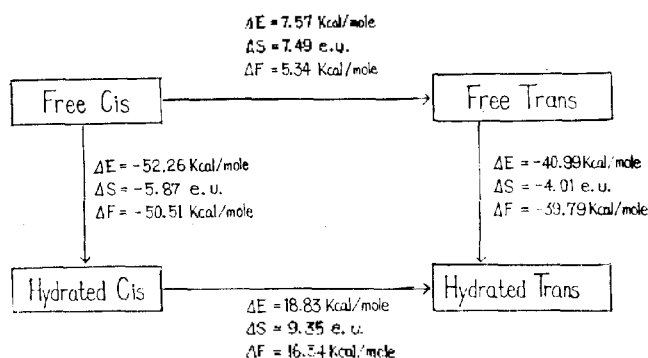 ΔE = 7.57 Kcal/mole
ΔS = 7.49 e.u.
ΔF = 5.34 Kcal/mole
Free Cis
Free Trans
ΔE = -52.26 Kcal/mole
ΔS = -5.87 e.u.
ΔF = -50.51 Kcal/mole
ΔE = -40.99 Kcal/mole
ΔS = -4.01 e.u.
ΔF = -39.79 Kcal/mole
Hydrated Cis
Hydrated Trans
ΔE = 18.83 Kcal/mole
ΔS = 9.35 e.u.
ΔF = 16.34 Kcal/mole